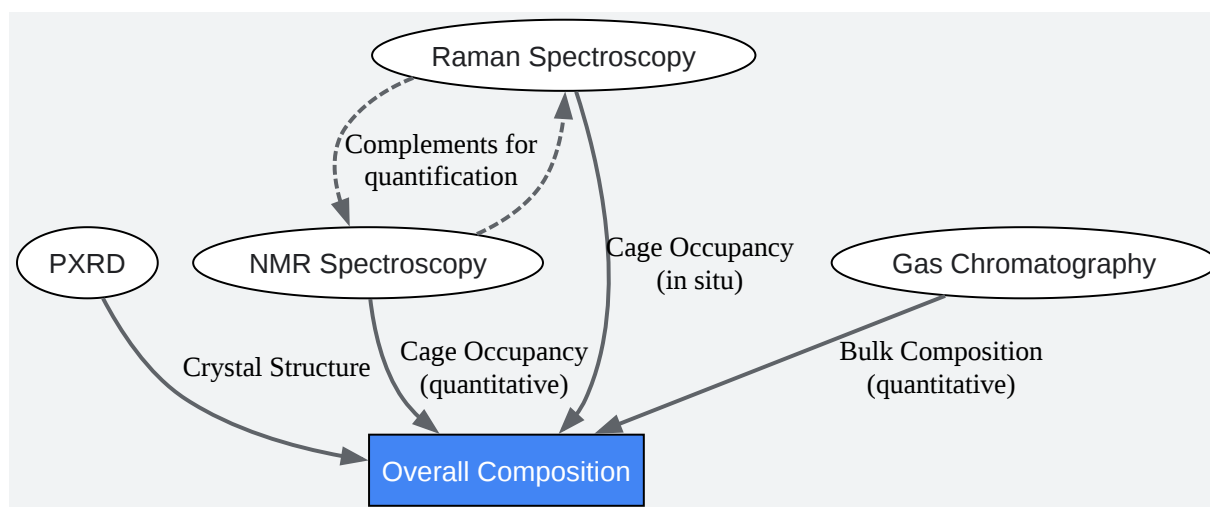 Raman Spectroscopy
Complements for
quantification
PXRD
NMR Spectroscopy
Cage Occupancy
(in situ)
Gas Chromatography
Crystal Structure
Cage Occupancy
(quantitative)
Bulk Composition
(quantitative)
Overall Composition